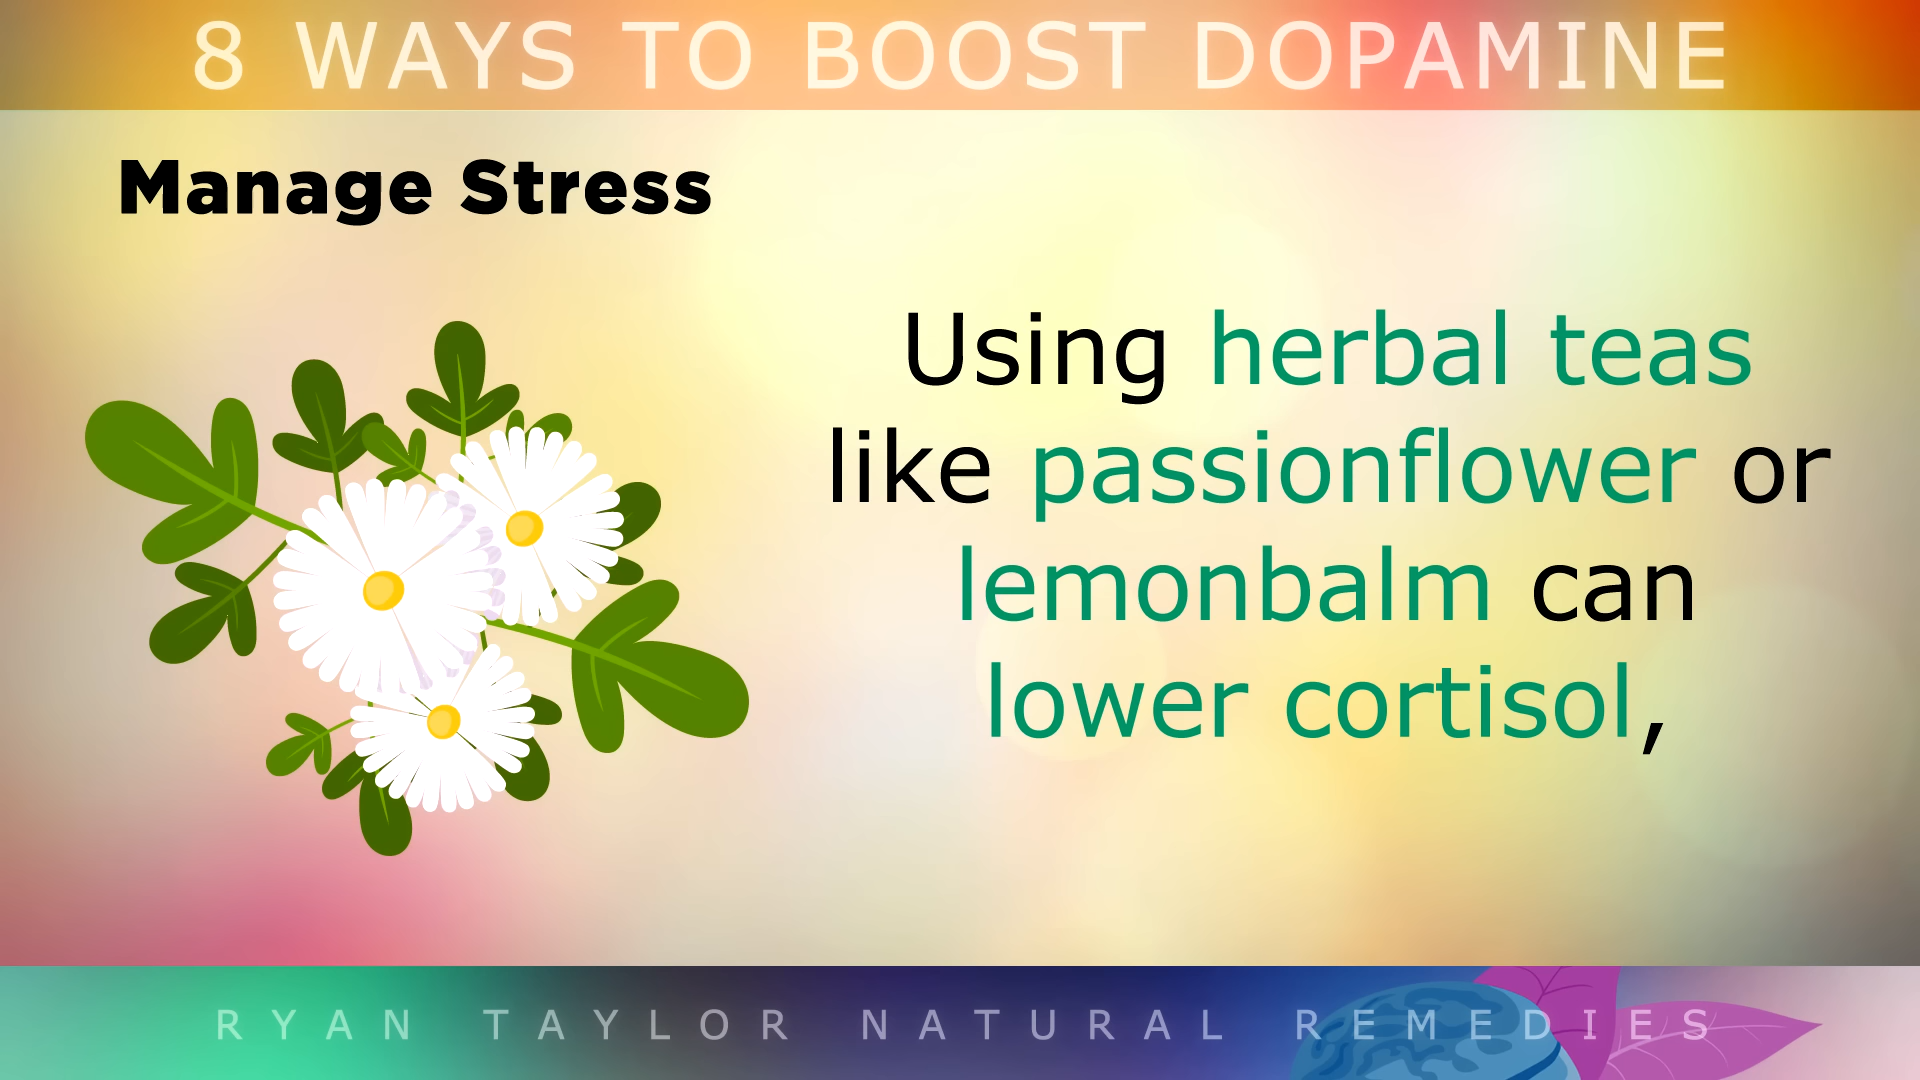 8 WAYS TO BOOST DOPAMINE
Manage Stress
Using herbal teas
like passionflower or
lemonbalm can
lower cortisol,
RYAN TAYLOR NATURAL REMEDIES